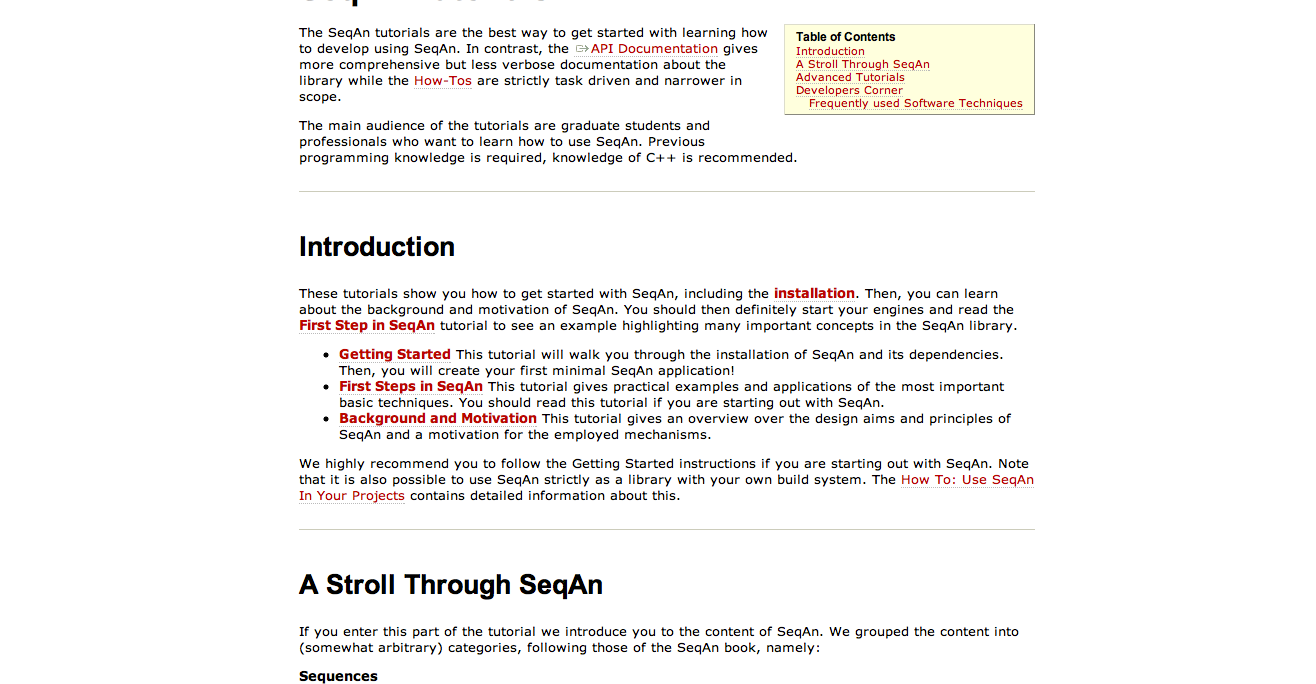 The SeqAn tutorials are the best way to get started with learning how
to develop using SeqAn. In contrast, the API Documentation gives
more comprehensive but less verbose documentation about the
library while the How-Tos are strictly task driven and narrower in
scope.
The main audience of the tutorials are graduate students and
professionals who want to learn how to use SeqAn. Previous
programming knowledge is required, knowledge of C++ is recommended.
Table of Contents
Introduction
A Stroll Through SeqAn
Advanced Tutorials
Developers Corner
Frequently used Software Techniques
Introduction
These tutorials show you how to get started with SeqAn, including the installation. Then, you can learn
about the background and motivation of SeqAn. You should then definitely start your engines and read the
First Step in SeqAn tutorial to see an example highlighting many important concepts in the SeqAn library.
• Getting Started This tutorial will walk you through the installation of SeqAn and its dependencies.
Then, you will create your first minimal SeqAn application!
• First Steps in SeqAn This tutorial gives practical examples and applications of the most important
basic techniques. You should read this tutorial if you are starting out with SeqAn.
• Background and Motivation This tutorial gives an overview over the design aims and principles of
SeqAn and a motivation for the employed mechanisms.
We highly recommend you to follow the Getting Started instructions if you are starting out with SeqAn. Note
that it is also possible to use SeqAn strictly as a library with your own build system. The How To: Use SeqAn
In Your Projects contains detailed information about this.
A Stroll Through SeqAn
If you enter this part of the tutorial we introduce you to the content of SeqAn. We grouped the content into
(somewhat arbitrary) categories, following those of the SeqAn book, namely:
Sequences